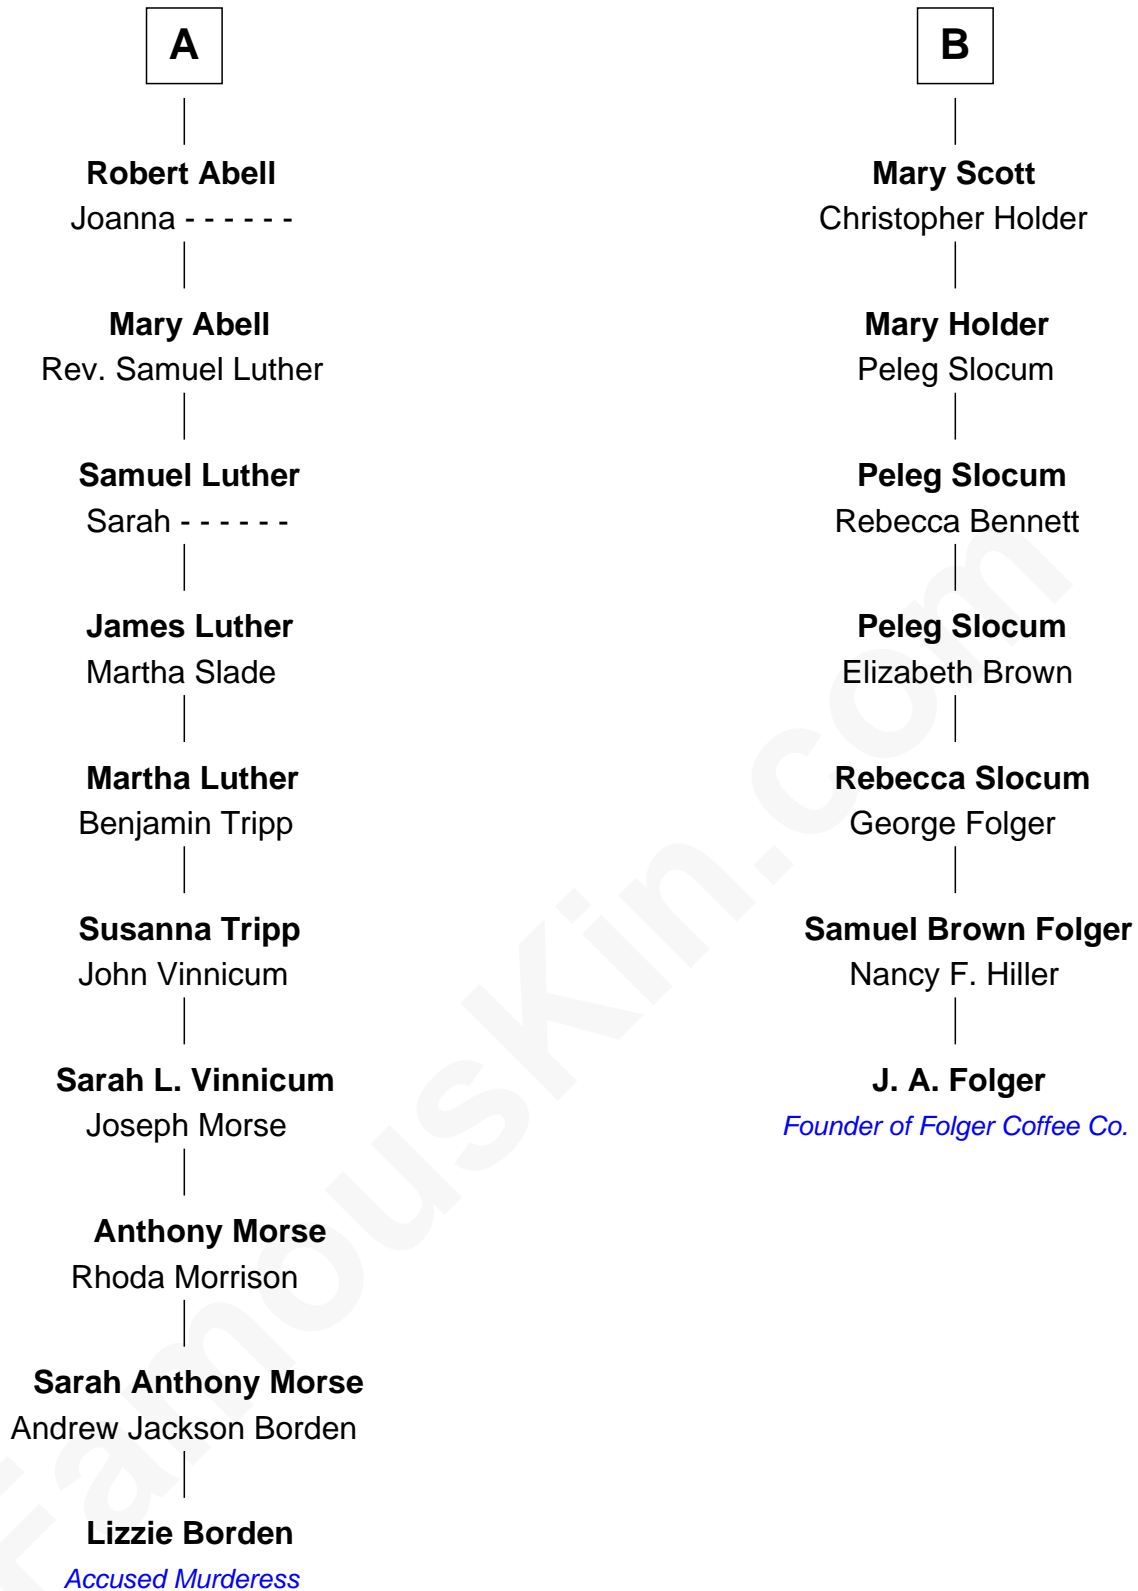 A
Robert Abell
Joanna - - - - - -
Mary Abell
Rev. Samuel Luther
Samuel Luther
Sarah - - - - - -
James Luther
Martha Slade
Martha Luther
Benjamin Tripp
Susanna Tripp
John Vinnicum
Sarah L. Vinnicum
Joseph Morse
Anthony Morse
Rhoda Morrison
Sarah Anthony Morse
Andrew Jackson Borden
Lizzie Borden
Accused Murderess
B
Mary Scott
Christopher Holder
Mary Holder
Peleg Slocum
Peleg Slocum
Rebecca Bennett
Peleg Slocum
Elizabeth Brown
Rebecca Slocum
George Folger
Samuel Brown Folger
Nancy F. Hiller
J. A. Folger
Founder of Folger Coffee Co.
FamousKin.com